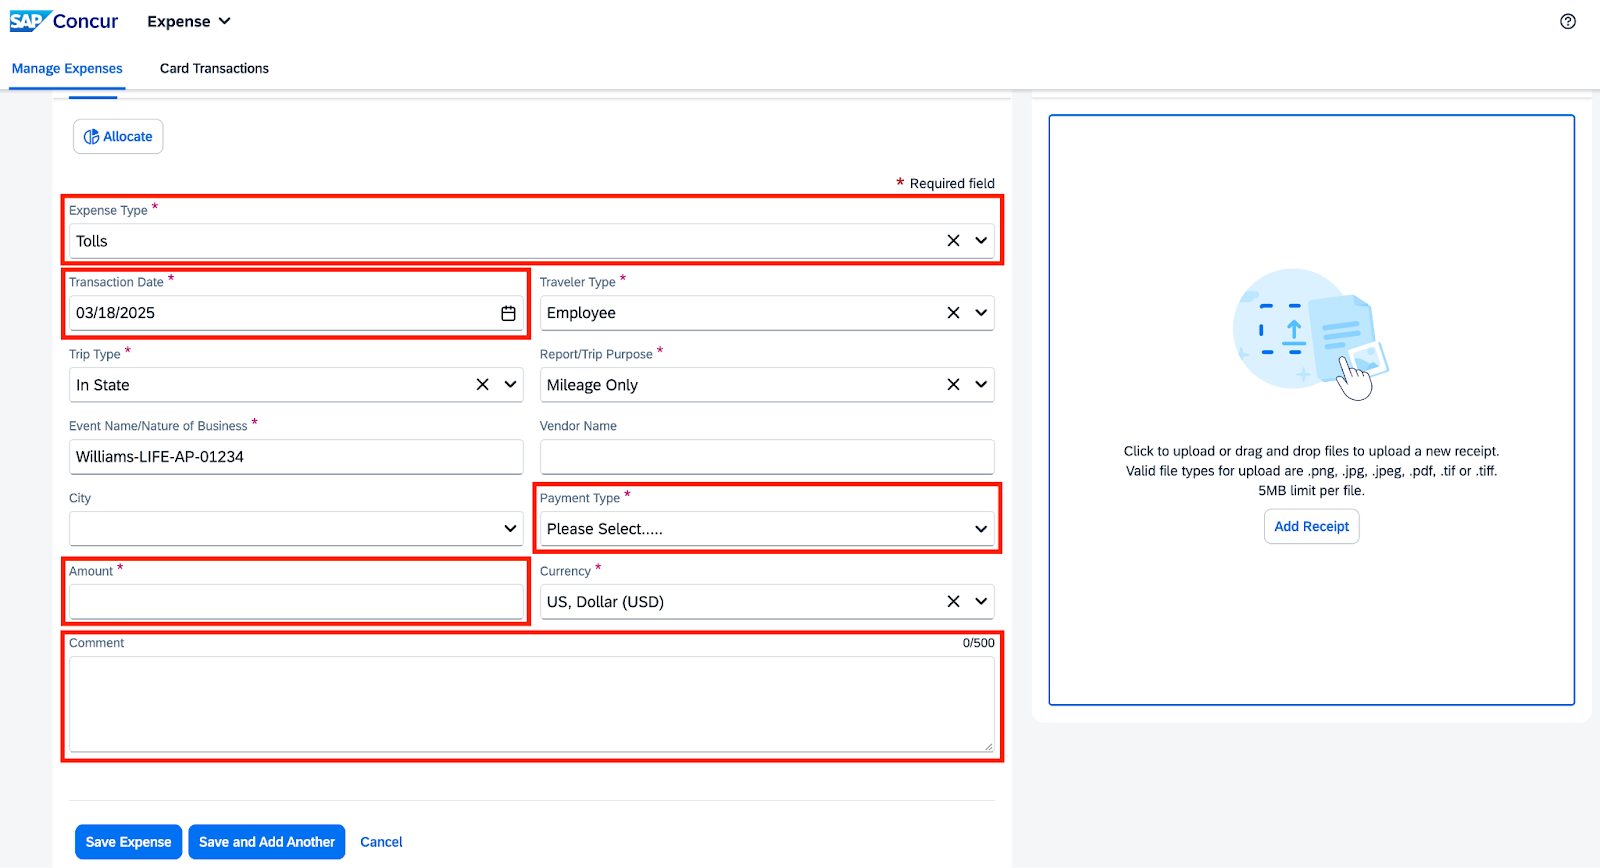 SAP Concur Expense
Manage Expenses Card Transactions
Allocate
* Required field
Expense Type *
Tolls
Transaction Date * Traveler Type *
03/18/2025 Employee
Trip Type * Report/Trip Purpose *
In State Mileage Only
Event Name/Nature of Business * Vendor Name
Williams-LIFE-AP-01234
City Payment Type *
Please Select.....
Amount * Currency *
US, Dollar (USD)
Comment 0/500
Save Expense Save and Add Another Cancel
Click to upload or drag and drop files to upload a new receipt.
Valid file types for upload are .png, .jpg, .jpeg, .pdf, .tif or .tiff.
5MB limit per file.
Add Receipt